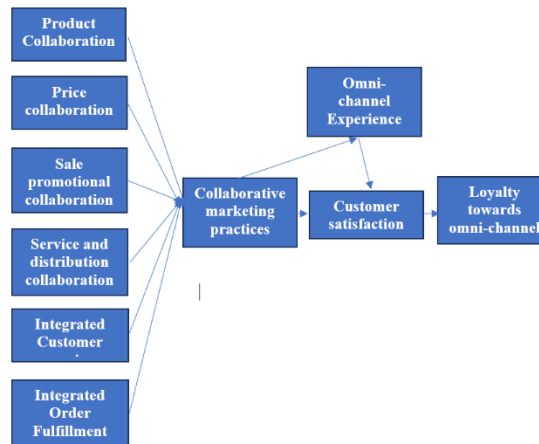 Product
Collaboration
Price
collaboration
Sale
promotional
collaboration
Service and
distribution
collaboration
Integrated
Customer
Integrated
Order
Fulfillment
Collaborative
marketing
practices
Omni-
channel
Experience
Customer
satisfaction
Loyalty
towards
omni-channel